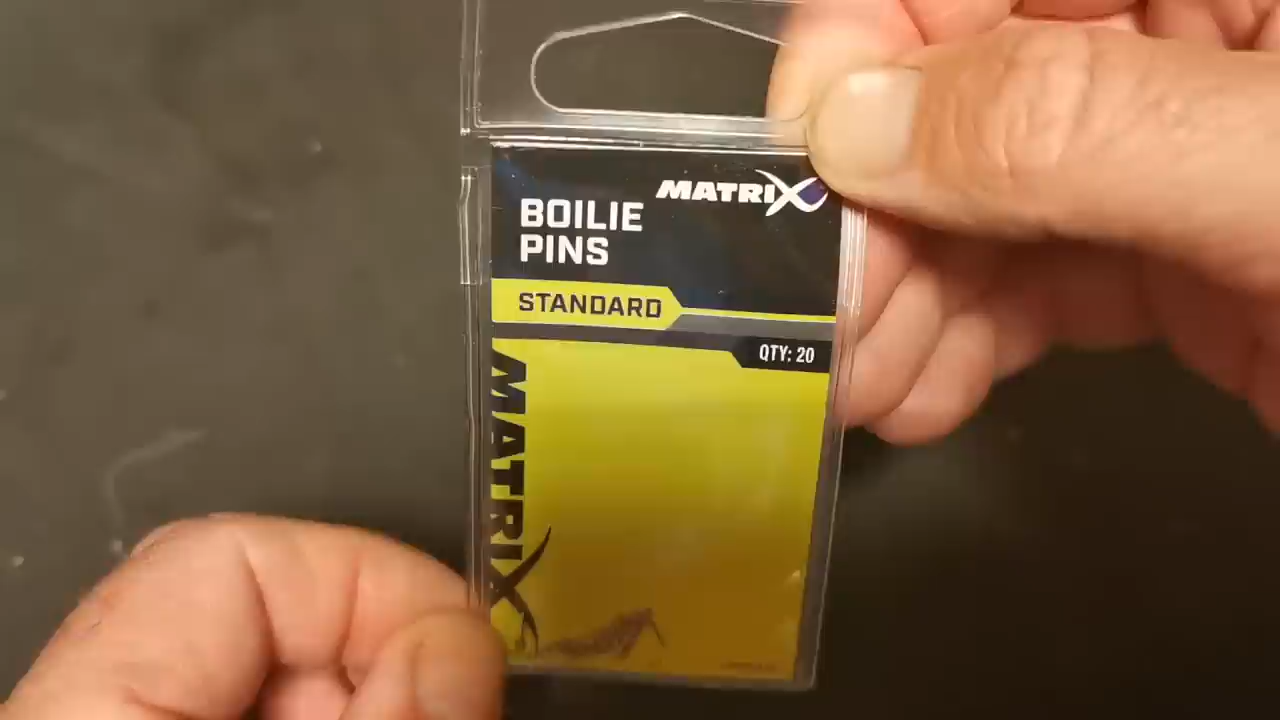 MATRIX
BOILIE
PINS
STANDARD
QTY: 20
MATRIX